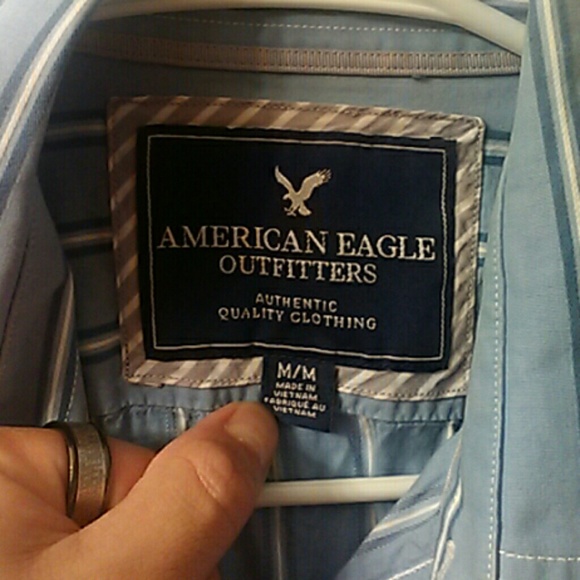 AMERICAN EAGLE
OUTFITTERS
AUTHENTIC
QUALITY CLOTHING
M/M
MADE IN
VIETNAM
FABRIQUÉ AU
VIETNAM